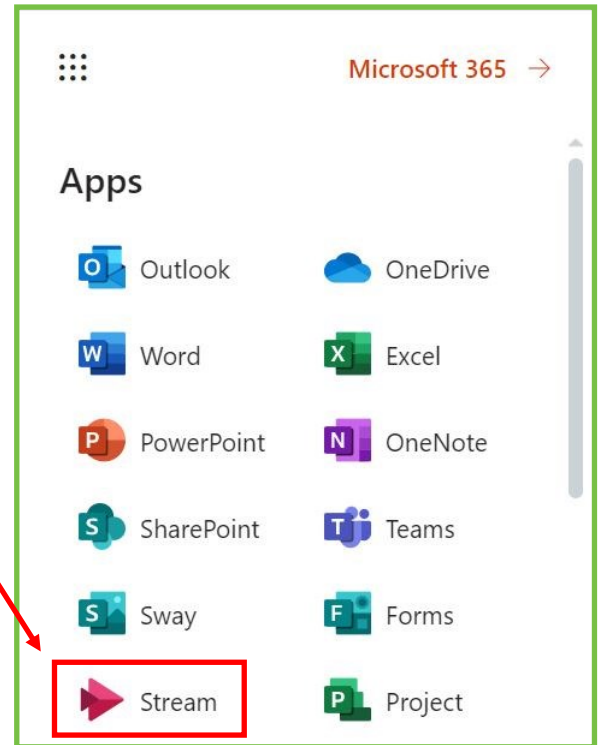 Microsoft 365 →
Apps
Outlook OneDrive
Word Excel
PowerPoint OneNote
SharePoint Teams
Sway Forms
Stream Project